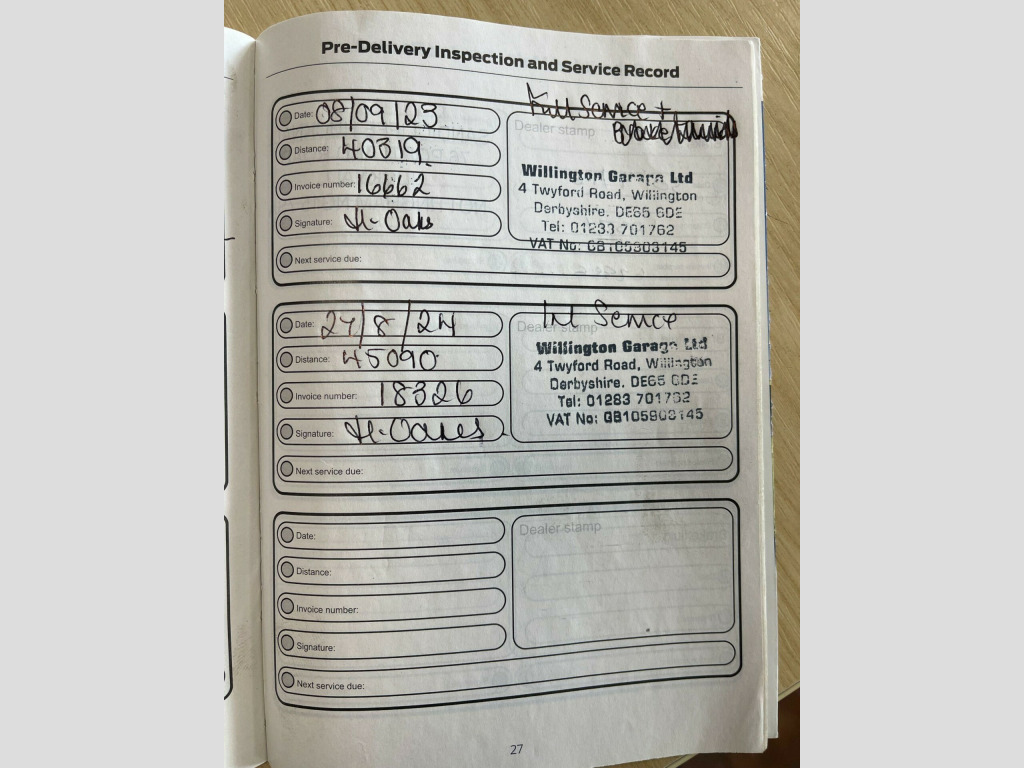 Pre-Delivery Inspection and Service Record
Full Service +
Date: 08/09/23
Dealer stamp
Distance: 40319
Willington Garage Ltd
4 Twyford Road, Willington
Invoice number: 16662
Derbyshire. DE65 6DE
Signature: H-Oaks
Tel: 01283 701762
VAT No: GB105803145
Next service due:
Int Service
Date: 27/8/24
Dealer stamp
Willington Garage Ltd
Distance: 45090
4 Twyford Road, Willington
Derbyshire. DE65 6DE
Invoice number: 18326
Tel: 01283 701762
VAT No: GB105803145
Signature: H-Oakes
Next service due:
Date:
Dealer stamp
Distance:
Invoice number:
Signature:
Next service due:
27